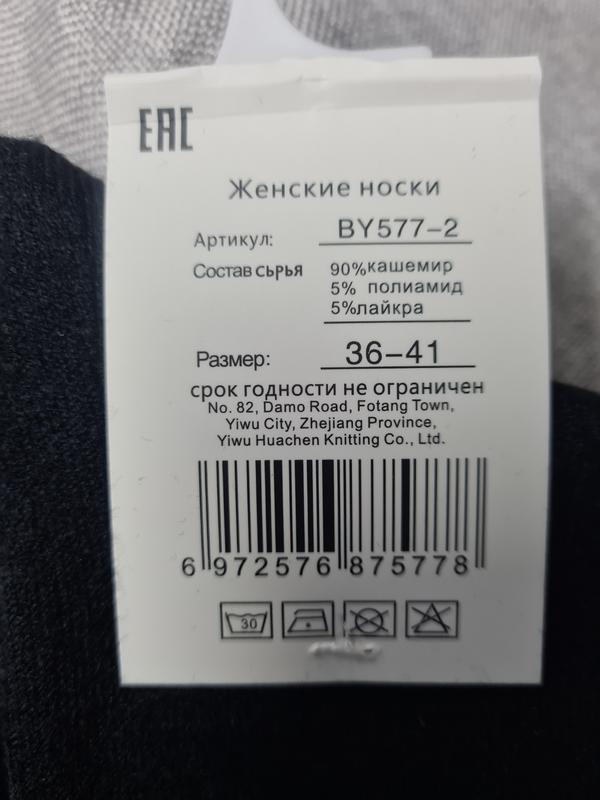 EAC
Женские носки
Артикул: BY577-2
Состав сырья 90%кашемир
5% полиамид
5%лайкра
Размер: 36-41
срок годности не ограничен
No. 82, Damo Road, Fotang Town,
Yiwu City, Zhejiang Province,
Yiwu Huachen Knitting Co., Ltd.
6 972576 875778
30